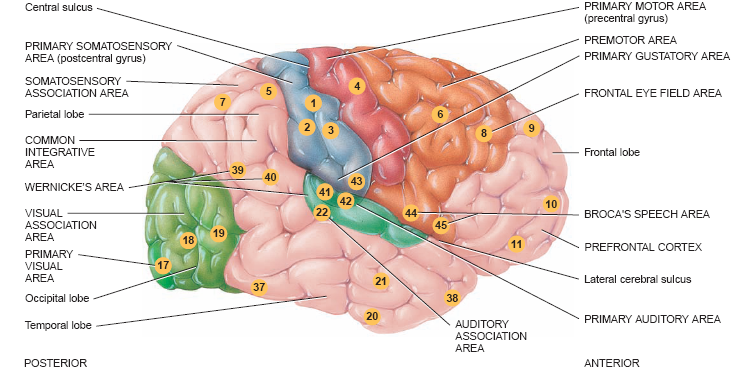 Central sulcus
PRIMARY SOMATOSENSORY
AREA (postcentral gyrus)
SOMATOSENSORY
ASSOCIATION AREA
Parietal lobe
COMMON
INTEGRATIVE
AREA
WERNICKE'S AREA
VISUAL
ASSOCIATION
AREA
PRIMARY
VISUAL
AREA
Occipital lobe
Temporal lobe
POSTERIOR
PRIMARY MOTOR AREA
(precentral gyrus)
PREMOTOR AREA
PRIMARY GUSTATORY AREA
FRONTAL EYE FIELD AREA
Frontal lobe
BROCA'S SPEECH AREA
PREFRONTAL CORTEX
Lateral cerebral sulcus
PRIMARY AUDITORY AREA
ANTERIOR
AUDITORY
ASSOCIATION
AREA
4
5
7
1
6
2
3
8
9
39
40
43
41
42
22
44
10
45
19
18
11
17
21
37
38
20